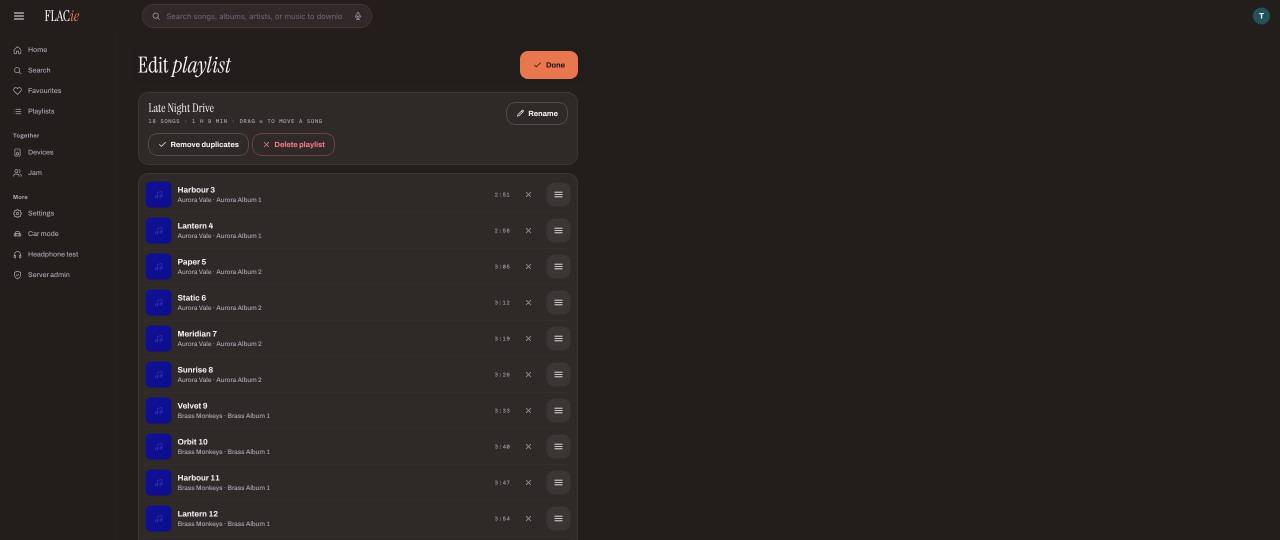 FLACie
Search songs, albums, artists, or music to downlo
T
Home
Search
Favourites
Playlists
Together
Devices
Jam
More
Settings
Car mode
Headphone test
Server admin
Edit playlist
Done
Late Night Drive
18 SONGS · 1 H 0 MIN · DRAG ≡ TO MOVE A SONG
Rename
Remove duplicates
Delete playlist
Harbour 3
Aurora Vale · Aurora Album 1
2:51
Lantern 4
Aurora Vale · Aurora Album 1
2:58
Paper 5
Aurora Vale · Aurora Album 2
3:05
Static 6
Aurora Vale · Aurora Album 2
3:12
Meridian 7
Aurora Vale · Aurora Album 2
3:19
Sunrise 8
Aurora Vale · Aurora Album 2
3:26
Velvet 9
Brass Monkeys · Brass Album 1
3:33
Orbit 10
Brass Monkeys · Brass Album 1
3:40
Harbour 11
Brass Monkeys · Brass Album 1
3:47
Lantern 12
Brass Monkeys · Brass Album 1
3:54